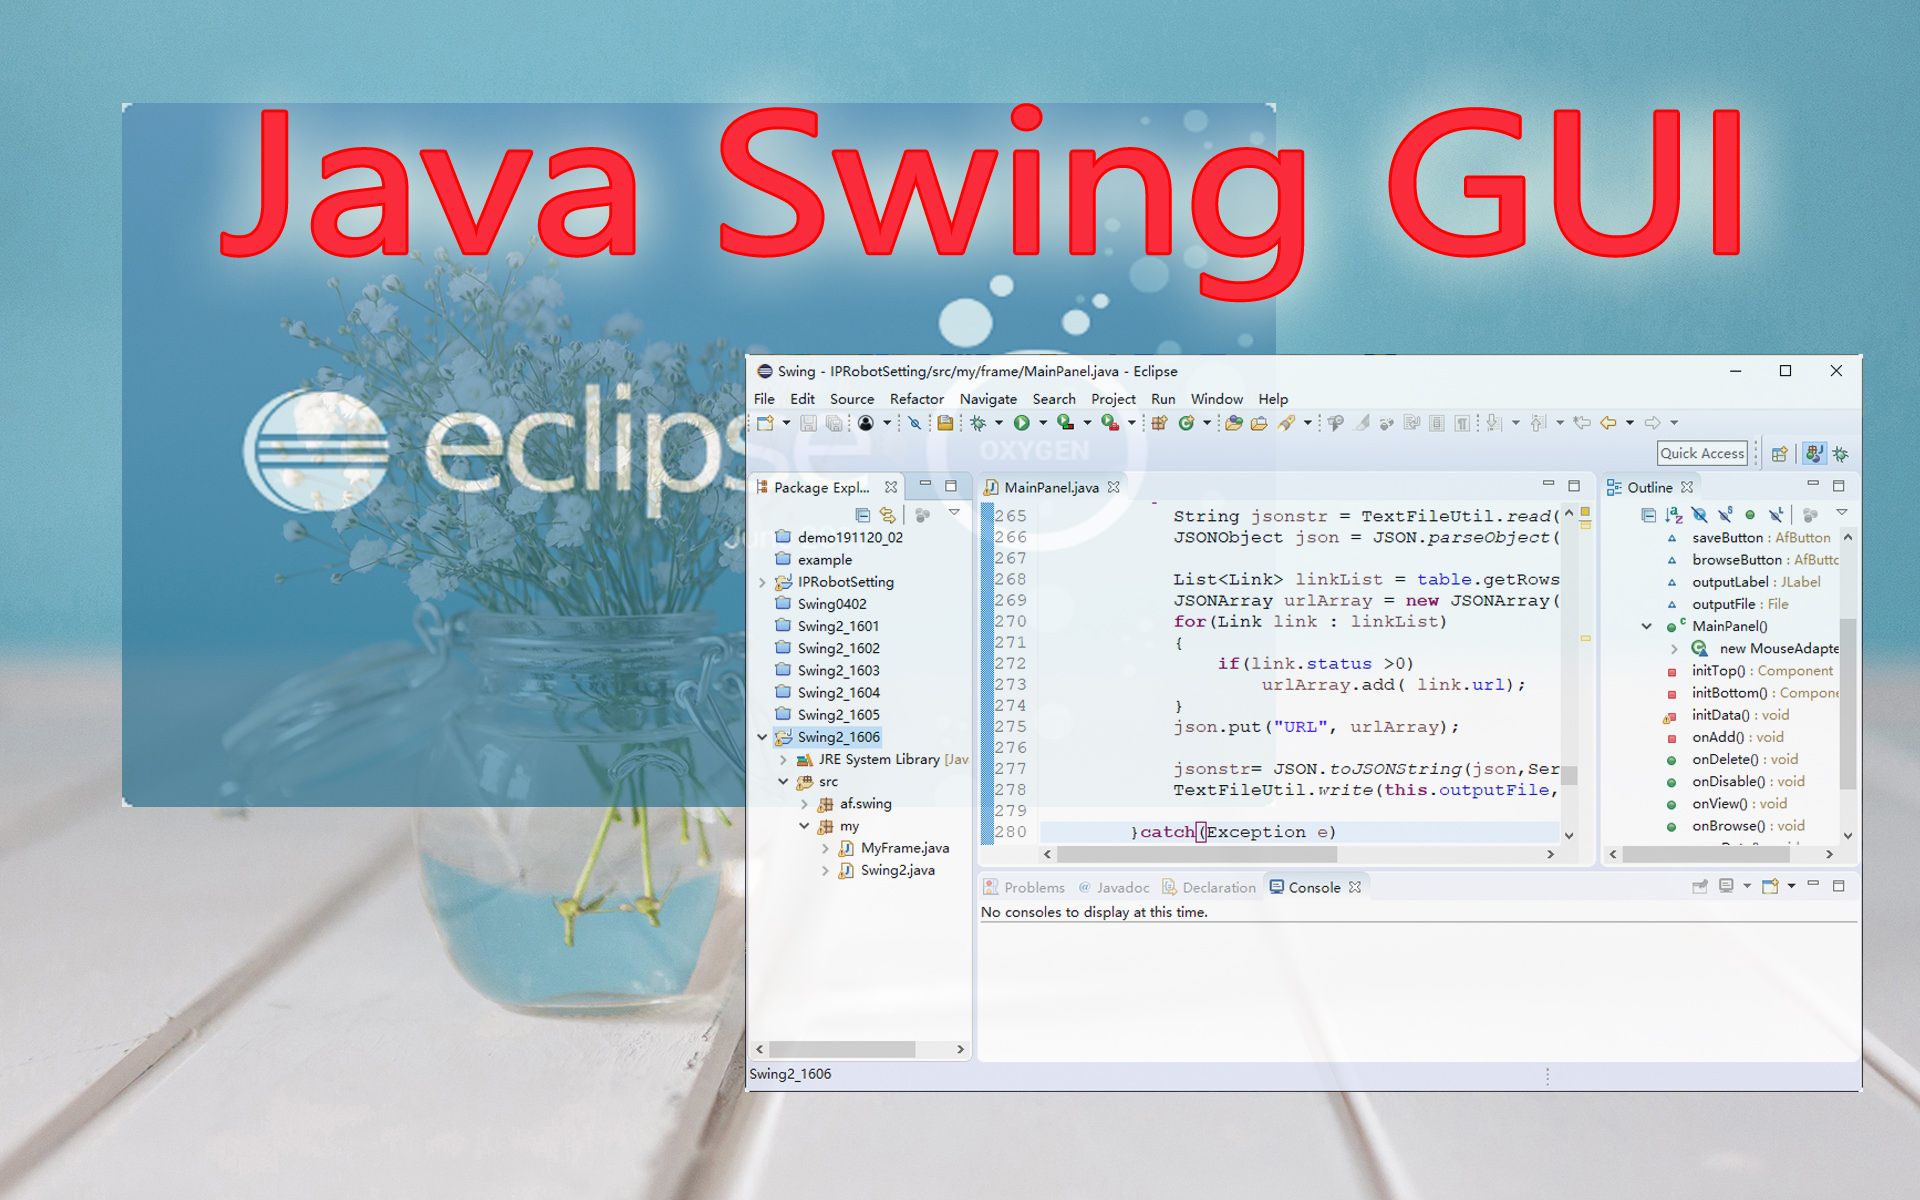 Java Swing GUI
eclipse
OXYGEN
Swing - IPRobotSetting/src/my/frame/MainPanel.java - Eclipse
File Edit Source Refactor Navigate Search Project Run Window Help
Quick Access
Package Expl...
demo191120_02
example
IPRobotSetting
Swing0402
Swing2_1601
Swing2_1602
Swing2_1603
Swing2_1604
Swing2_1605
Swing2_1606
JRE System Library [Jav
src
af.swing
my
MyFrame.java
Swing2.java
MainPanel.java
265 String jsonstr = TextFileUtil.read(
266 JSONObject json = JSON.parseObject(
267
268 List<Link> linkList = table.getRows
269 JSONArray urlArray = new JSONArray(
270 for(Link link : linkList)
271 {
272 if(link.status >0)
273 urlArray.add( link.url);
274 }
275 json.put("URL", urlArray);
276
277 jsonstr= JSON.toJSONString(json,Ser
278 TextFileUtil.write(this.outputFile,
279
280 }catch(Exception e)
Outline
saveButton : AfButton
browseButton : AfButtc
outputLabel : JLabel
outputFile : File
MainPanel()
new MouseAdapte
initTop() : Component
initBottom() : Compone
initData() : void
onAdd() : void
onDelete() : void
onDisable() : void
onView() : void
onBrowse() : void
Problems @ Javadoc Declaration Console
No consoles to display at this time.
Swing2_1606